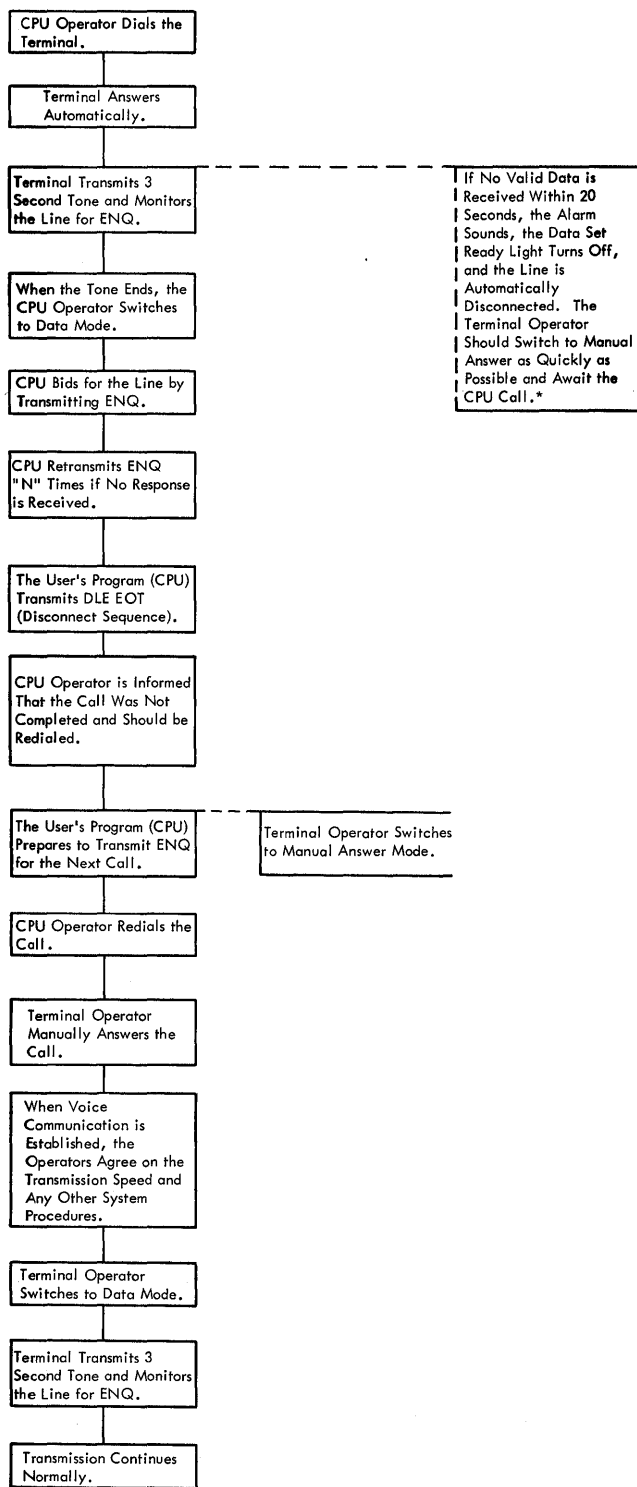 CPU Operator Dials the
Terminal.
Terminal Answers
Automatically.
Terminal Transmits 3
Second Tone and Monitors
the Line for ENQ.
If No Valid Data is
Received Within 20
Seconds, the Alarm
Sounds, the Data Set
Ready Light Turns Off,
and the Line is
Automatically
Disconnected. The
Terminal Operator
Should Switch to Manual
Answer as Quickly as
Possible and Await the
CPU Call.*
When the Tone Ends, the
CPU Operator Switches
to Data Mode.
CPU Bids for the Line by
Transmitting ENQ.
CPU Retransmits ENQ
"N" Times if No Response
is Received.
The User's Program (CPU)
Transmits DLE EOT
(Disconnect Sequence).
CPU Operator is Informed
That the Call Was Not
Completed and Should be
Redialed.
The User's Program (CPU)
Prepares to Transmit ENQ
for the Next Call.
Terminal Operator Switches
to Manual Answer Mode.
CPU Operator Redials the
Call.
Terminal Operator
Manually Answers the
Call.
When Voice
Communication is
Established, the
Operators Agree on the
Transmission Speed and
Any Other System
Procedures.
Terminal Operator
Switches to Data Mode.
Terminal Transmits 3
Second Tone and Monitors
the Line for ENQ.
Transmission Continues
Normally.